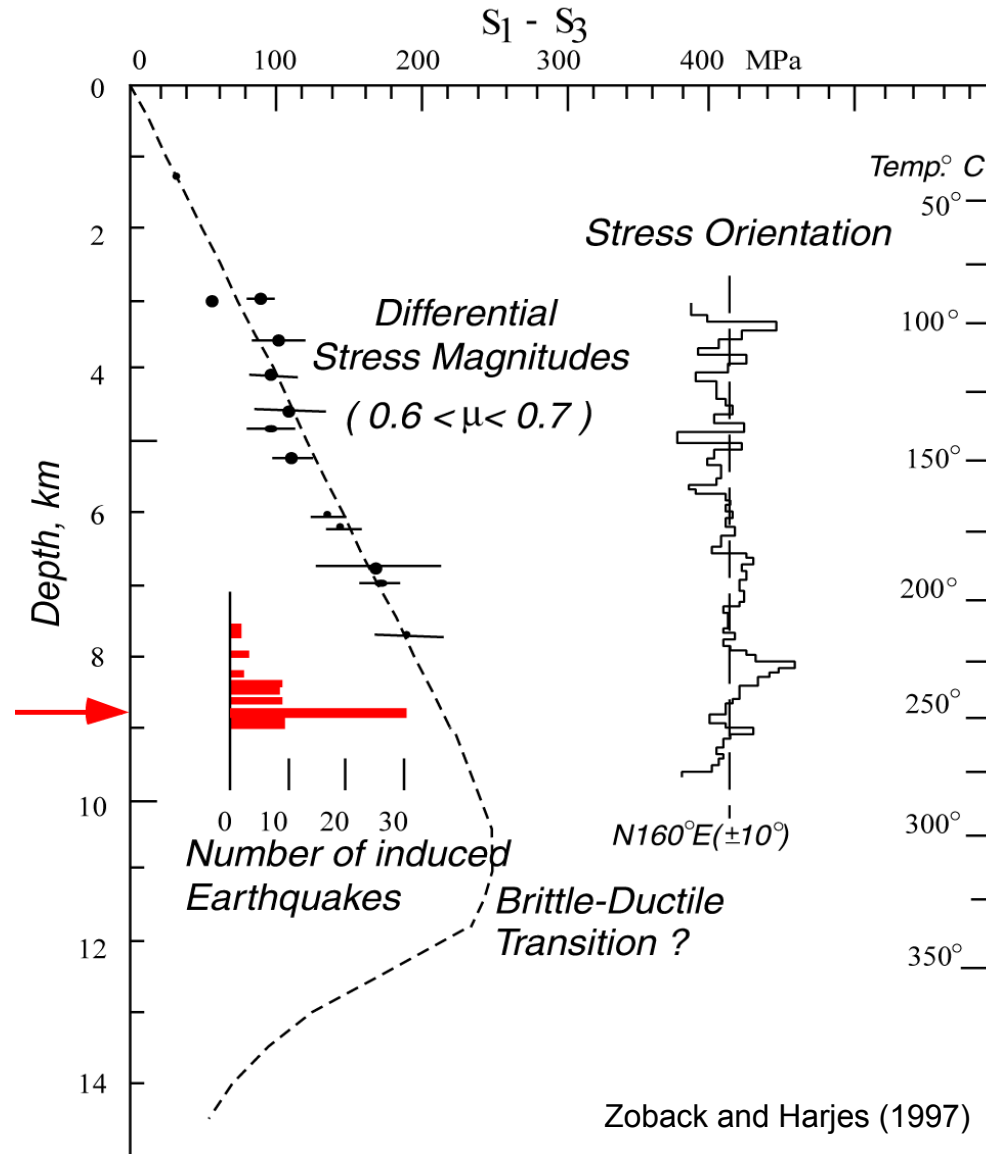 S1 - S3
0 100 200 300 400 MPa
0
Temp.° C
50°
2
Stress Orientation
Differential
Stress Magnitudes
( 0.6 < μ < 0.7 )
100°
4
150°
Depth, km
6
200°
8
250°
10
0 10 20 30
Number of induced
Earthquakes
N160°E(±10°)
300°
Brittle-Ductile
Transition ?
12
350°
14
Zoback and Harjes (1997)